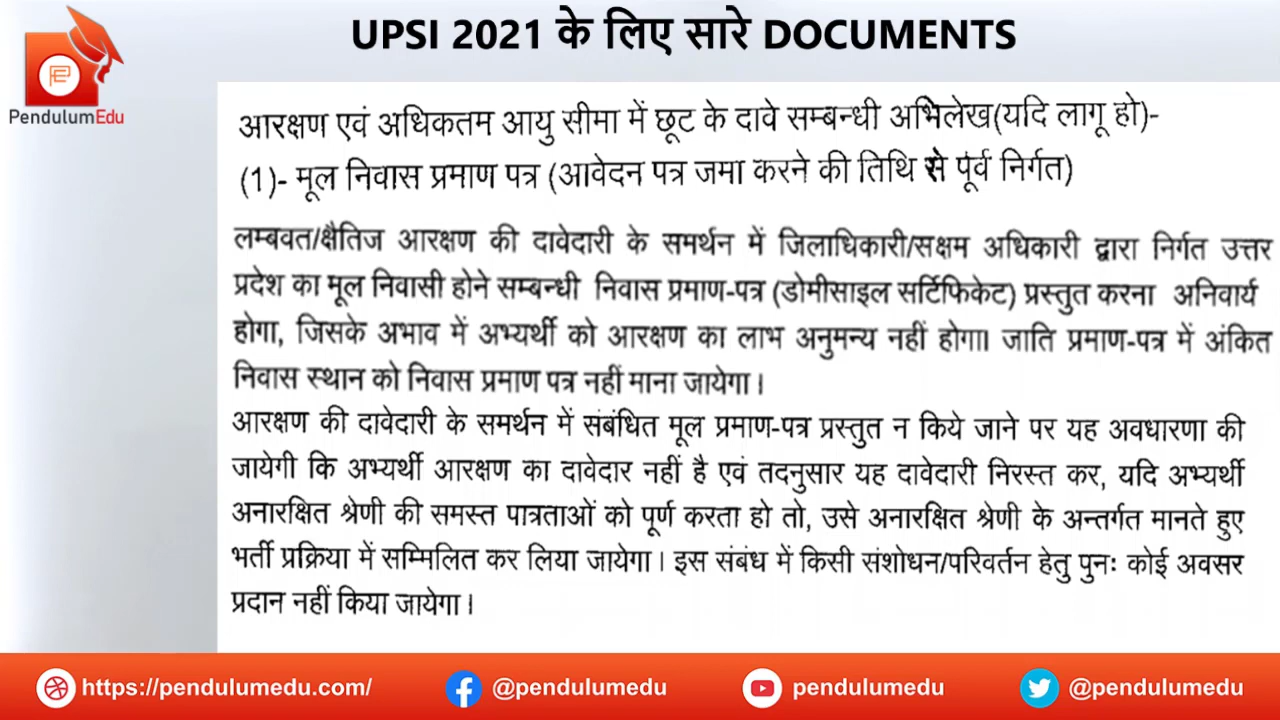 UPSI 2021 के लिए सारे DOCUMENTS
PendulumEdu
आरक्षण एवं अधिकतम आयु सीमा में छूट के दावे सम्बन्धी अभिलेख(यदि लागू हो)-
(1)- मूल निवास प्रमाण पत्र (आवेदन पत्र जमा करने की तिथि से पूर्व निर्गत)
लम्बवत/क्षैतिज आरक्षण की दावेदारी के समर्थन में जिलाधिकारी/सक्षम अधिकारी द्वारा निर्गत उत्तर
प्रदेश का मूल निवासी होने सम्बन्धी निवास प्रमाण-पत्र (डोमीसाइल सर्टिफिकेट) प्रस्तुत करना अनिवार्य
होगा, जिसके अभाव में अभ्यर्थी को आरक्षण का लाभ अनुमन्य नहीं होगा। जाति प्रमाण-पत्र में अंकित
निवास स्थान को निवास प्रमाण पत्र नहीं माना जायेगा।
आरक्षण की दावेदारी के समर्थन में संबंधित मूल प्रमाण-पत्र प्रस्तुत न किये जाने पर यह अवधारणा की
जायेगी कि अभ्यर्थी आरक्षण का दावेदार नहीं है एवं तदनुसार यह दावेदारी निरस्त कर, यदि अभ्यर्थी
अनारक्षित श्रेणी की समस्त पात्रताओं को पूर्ण करता हो तो, उसे अनारक्षित श्रेणी के अन्तर्गत मानते हुए
भर्ती प्रक्रिया में सम्मिलित कर लिया जायेगा। इस संबंध में किसी संशोधन/परिवर्तन हेतु पुनः कोई अवसर
प्रदान नहीं किया जायेगा।
https://pendulumedu.com/ @pendulumedu pendulumedu @pendulumedu